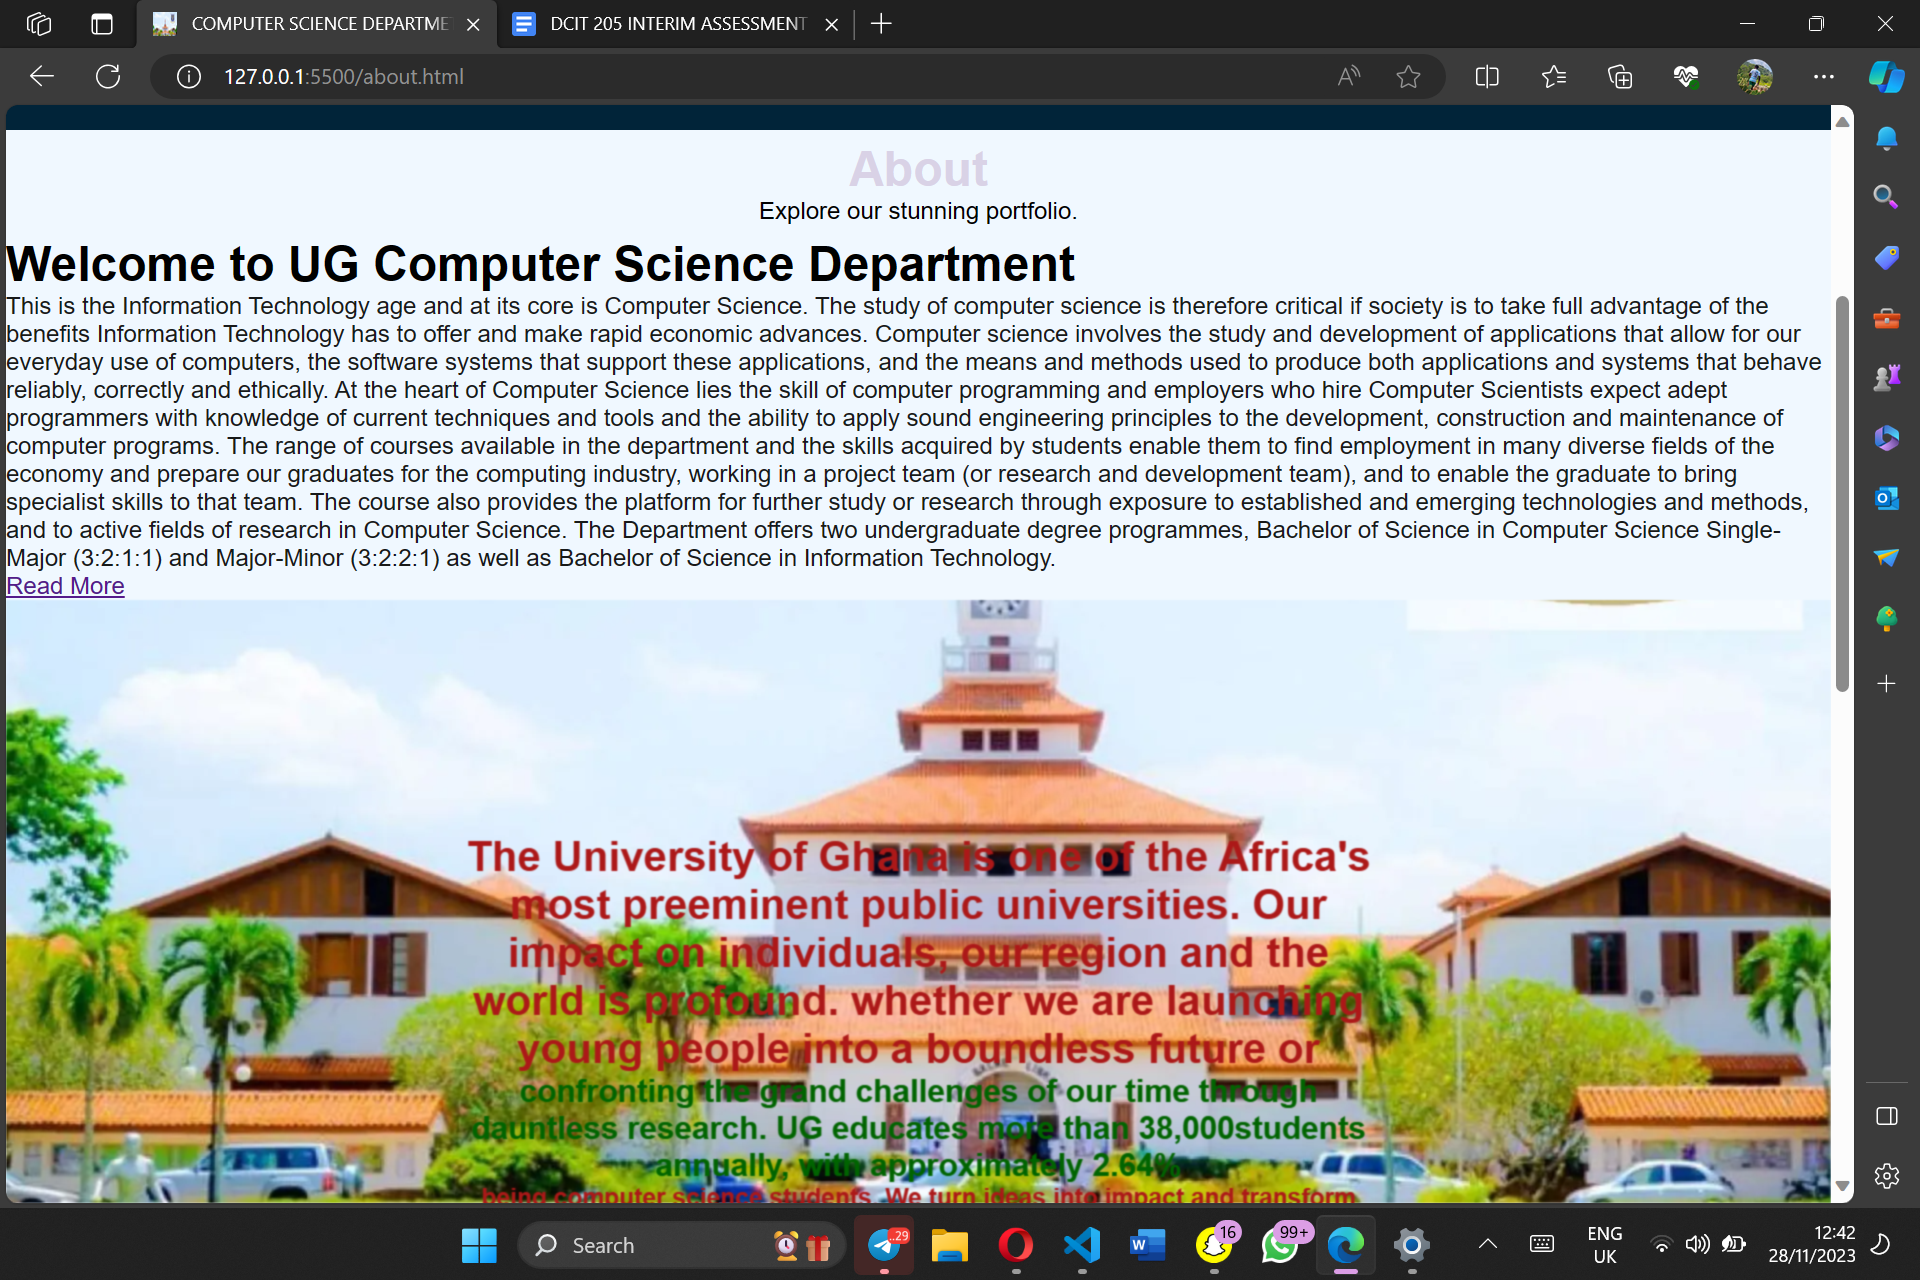 COMPUTER SCIENCE DEPARTME
DCIT 205 INTERIM ASSESSMENT
127.0.0.1:5500/about.html
About
Explore our stunning portfolio.
Welcome to UG Computer Science Department
This is the Information Technology age and at its core is Computer Science. The study of computer science is therefore critical if society is to take full advantage of the
benefits Information Technology has to offer and make rapid economic advances. Computer science involves the study and development of applications that allow for our
everyday use of computers, the software systems that support these applications, and the means and methods used to produce both applications and systems that behave
reliably, correctly and ethically. At the heart of Computer Science lies the skill of computer programming and employers who hire Computer Scientists expect adept
programmers with knowledge of current techniques and tools and the ability to apply sound engineering principles to the development, construction and maintenance of
computer programs. The range of courses available in the department and the skills acquired by students enable them to find employment in many diverse fields of the
economy and prepare our graduates for the computing industry, working in a project team (or research and development team), and to enable the graduate to bring
specialist skills to that team. The course also provides the platform for further study or research through exposure to established and emerging technologies and methods,
and to active fields of research in Computer Science. The Department offers two undergraduate degree programmes, Bachelor of Science in Computer Science Single-
Major (3:2:1:1) and Major-Minor (3:2:2:1) as well as Bachelor of Science in Information Technology.
Read More
The University of Ghana is one of the Africa's
most preeminent public universities. Our
impact on individuals, our region and the
world is profound. whether we are launching
young people into a boundless future or
confronting the grand challenges of our time through
dauntless research. UG educates more than 38,000students
annually, with approximately 2.64%
being computer science students. We turn ideas into impact and transform
Search
..29
16
99+
ENG
UK
12:42
28/11/2023